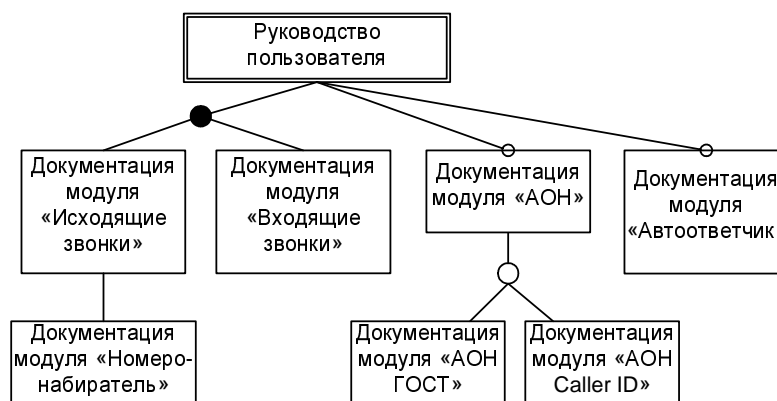 Руководство
пользователя
Документация
модуля
«Исходящие
звонки»
Документация
модуля
«Входящие
звонки»
Документация
модуля «АОН»
Документация
модуля
«Автоответчик
Документация
модуля «Номеро-
набиратель»
Документация
модуля «АОН
ГОСТ»
Документация
модуля «АОН
Caller ID»